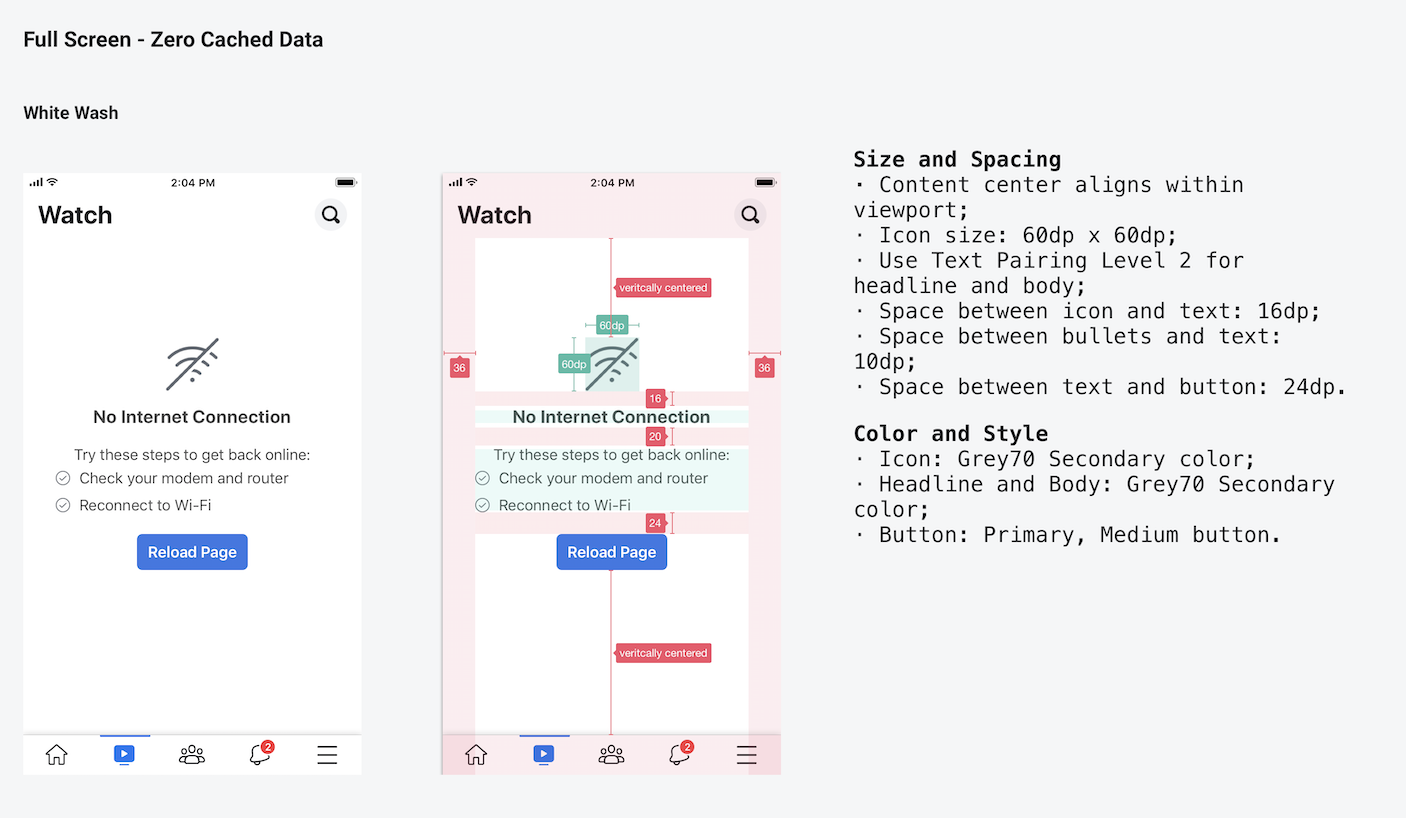 Full Screen - Zero Cached Data
White Wash
2:04 PM
Watch
No Internet Connection
Try these steps to get back online:
Check your modem and router
Reconnect to Wi-Fi
Reload Page
2
2:04 PM
Watch
veritcally centered
60dp
60dp
36
36
16
No Internet Connection
20
Try these steps to get back online:
Check your modem and router
Reconnect to Wi-Fi
24
Reload Page
veritcally centered
2
Size and Spacing
· Content center aligns within
viewport;
· Icon size: 60dp x 60dp;
· Use Text Pairing Level 2 for
headline and body;
· Space between icon and text: 16dp;
· Space between bullets and text:
10dp;
· Space between text and button: 24dp.
Color and Style
· Icon: Grey70 Secondary color;
· Headline and Body: Grey70 Secondary
color;
· Button: Primary, Medium button.